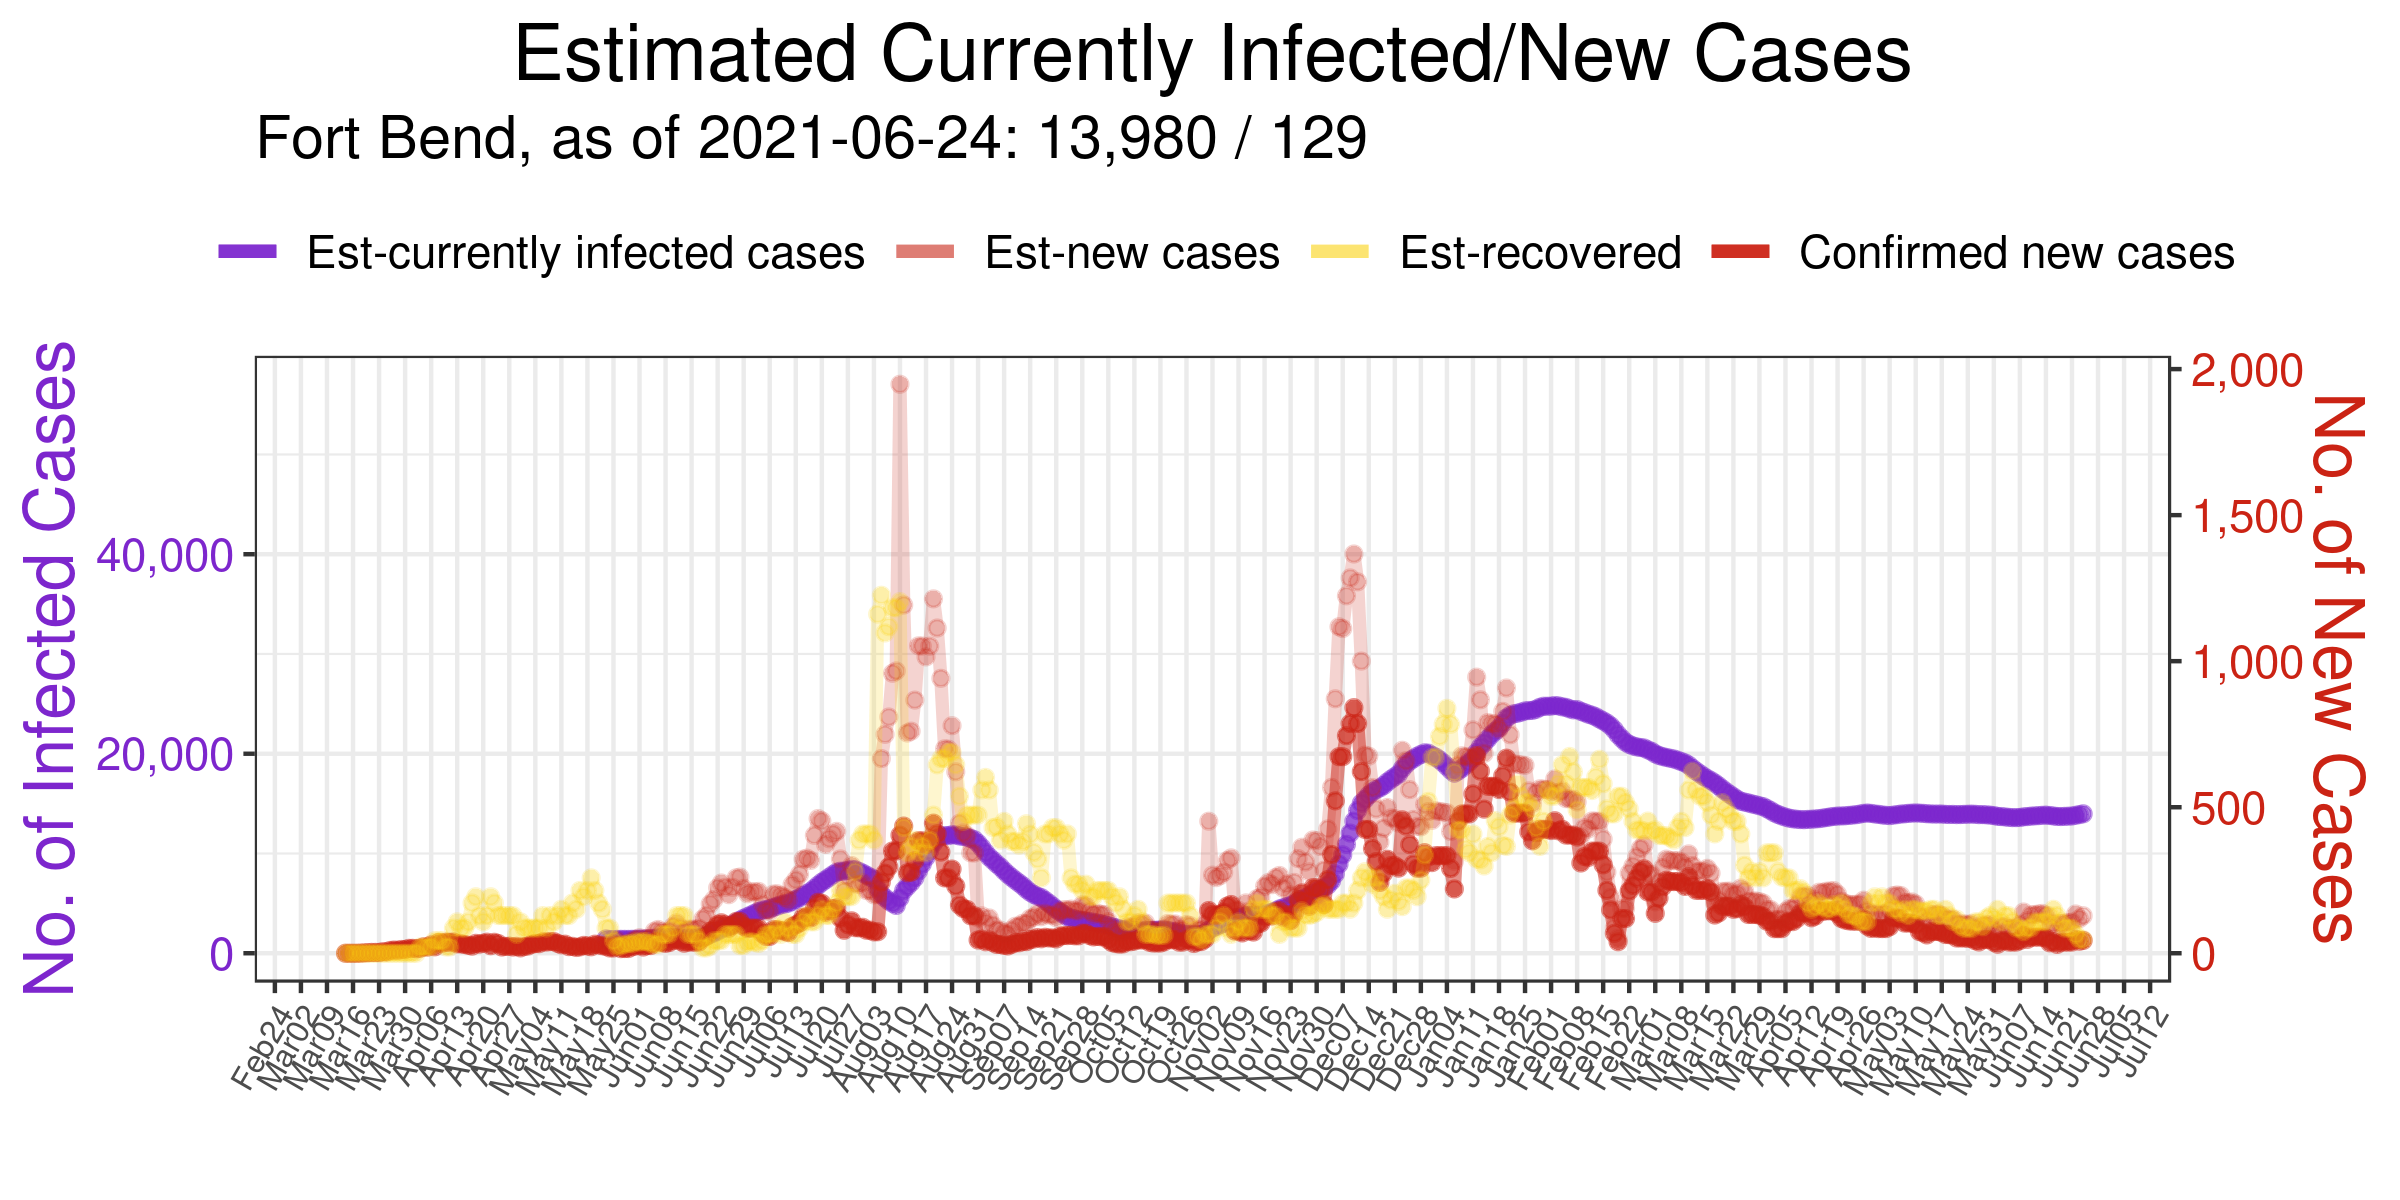 Estimated Currently Infected/New Cases
Fort Bend, as of 2021-06-24: 13,980 / 129
Est-currently infected cases
Est-new cases
Est-recovered
Confirmed new cases
No. of Infected Cases
40,000
20,000
0
2,000
1,500
1,000
500
0
No. of New Cases
Feb24
Mar02
Mar09
Mar16
Mar23
Mar30
Apr06
Apr13
Apr20
Apr27
May04
May11
May18
May25
Jun01
Jun08
Jun15
Jun22
Jun29
Jul06
Jul13
Jul20
Jul27
Aug03
Aug10
Aug17
Aug24
Aug31
Sep07
Sep14
Sep21
Sep28
Oct05
Oct12
Oct19
Oct26
Nov02
Nov09
Nov16
Nov23
Nov30
Dec07
Dec14
Dec21
Dec28
Jan04
Jan11
Jan18
Jan25
Feb01
Feb08
Feb15
Feb22
Mar01
Mar08
Mar15
Mar22
Mar29
Apr05
Apr12
Apr19
Apr26
May03
May10
May17
May24
May31
Jun07
Jun14
Jun21
Jun28
Jul05
Jul12